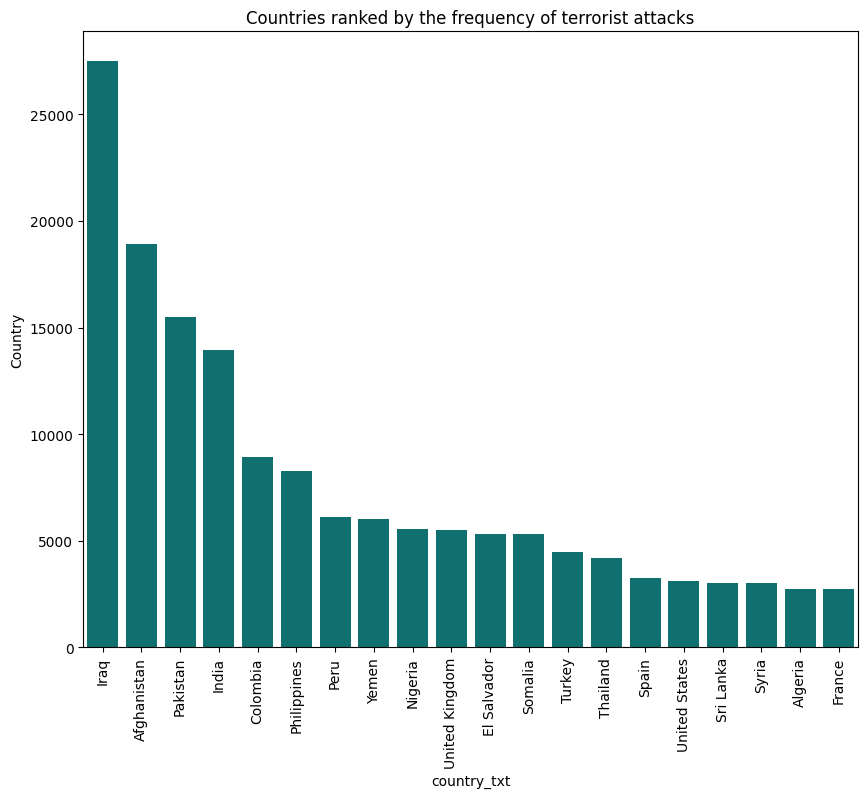 Countries ranked by the frequency of terrorist attacks
Country
25000
20000
15000
10000
5000
0
Iraq
Afghanistan
Pakistan
India
Colombia
Philippines
Peru
Yemen
Nigeria
United Kingdom
El Salvador
Somalia
Turkey
Thailand
Spain
United States
Sri Lanka
Syria
Algeria
France
country_txt